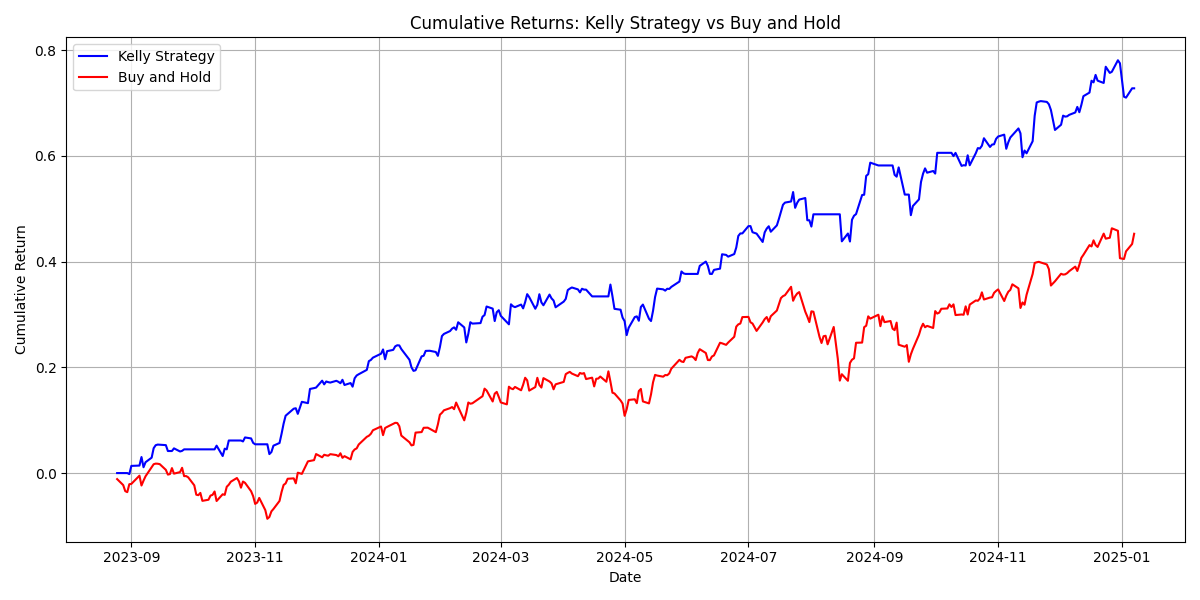 Cumulative Returns: Kelly Strategy vs Buy and Hold
Kelly Strategy
Buy and Hold
Cumulative Return
0.8
0.6
0.4
0.2
0.0
2023-09 2023-11 2024-01 2024-03 2024-05 2024-07 2024-09 2024-11 2025-01
Date